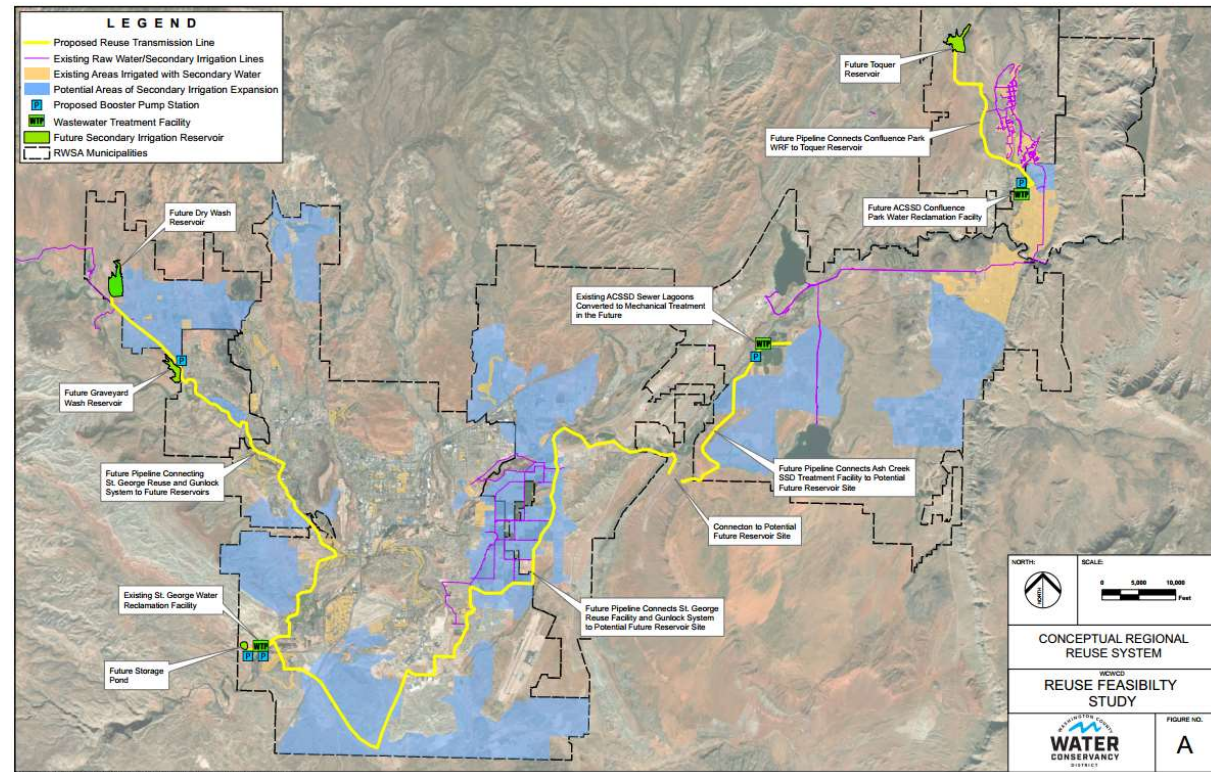 LEGEND
Proposed Reuse Transmission Line
Existing Raw Water/Secondary Irrigation Lines
Existing Areas Irrigated with Secondary Water
Potential Areas of Secondary Irrigation Expansion
P Proposed Booster Pump Station
WTP Wastewater Treatment Facility
Future Secondary Irrigation Reservoir
RWSA Municipalities
Future Toquer
Reservoir
Future Pipeline Connects Confluence Park
WRF to Toquer Reservoir
P
WTP
Future ACSSD Confluence
Park Water Reclamation Facility
Future Dry Wash
Reservoir
Existing ACSSD Sewer Lagoons
Converted to Mechanical Treatment
in the Future
WTP
P
P
Future Graveyard
Wash Reservoir
Future Pipeline Connecting
St. George Reuse and Gunlock
System to Future Reservoirs
Future Pipeline Connects Ash Creek
SSD Treatment Facility to Potential
Future Reservoir Site
Connecton to Potential
Future Reservoir Site
Existing St. George Water
Reclamation Facility
WTP
P P
Future Storage
Pond
Future Pipeline Connects St. George
Reuse Facility and Gunlock System
to Potential Future Reservoir Site
NORTH:
NORTH
SCALE:
0 5,000 10,000
Feet
CONCEPTUAL REGIONAL
REUSE SYSTEM
WCWCD
REUSE FEASIBILTY
STUDY
WASHINGTON COUNTY
WATER
CONSERVANCY
DISTRICT
FIGURE NO.
A